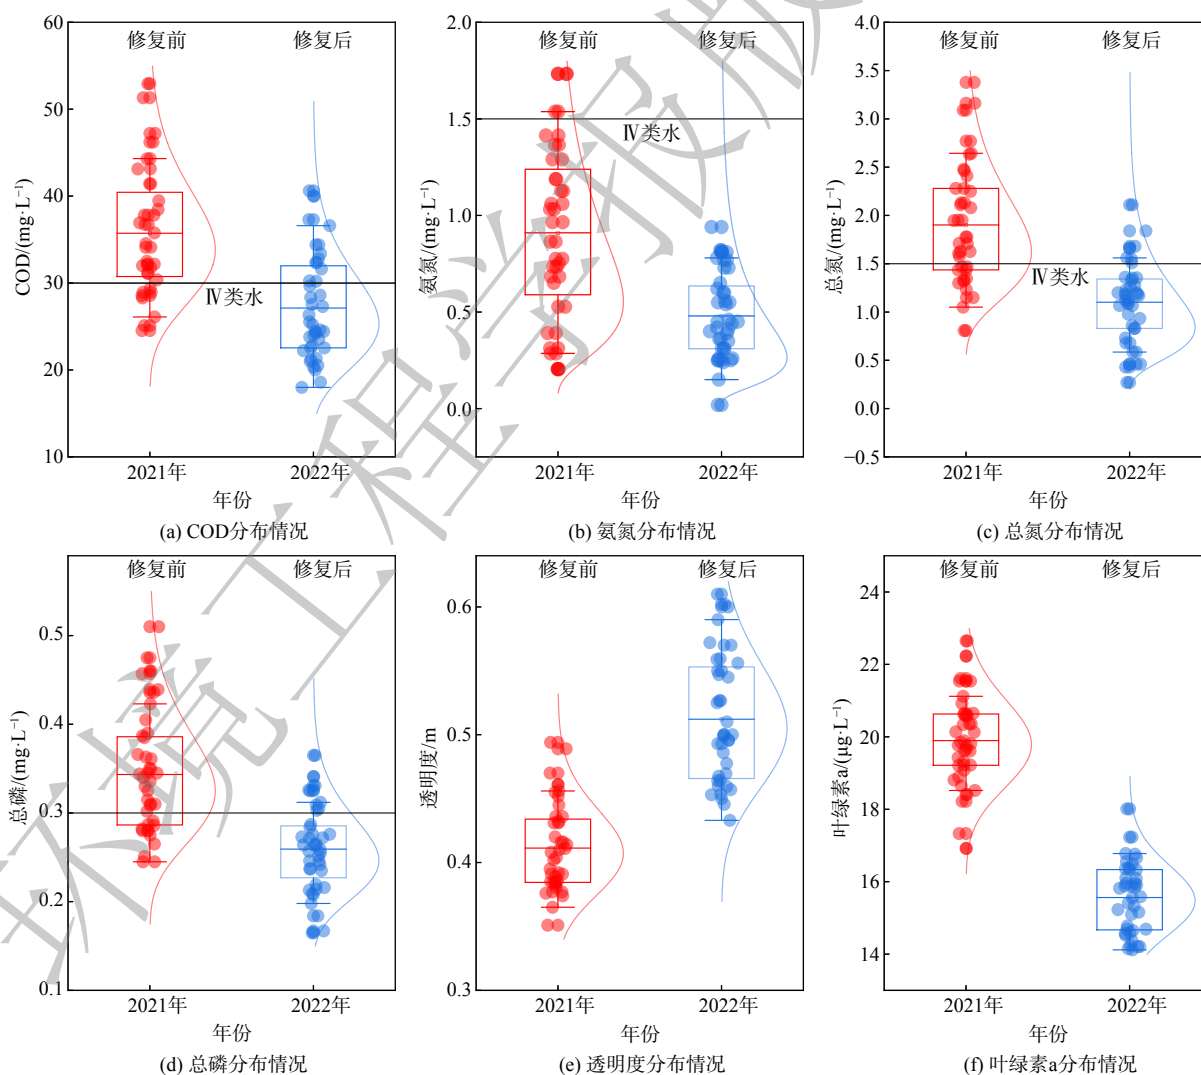 60
50
40
30
20
10
COD/(mg·L⁻¹)
修复前
修复后
Ⅳ类水
2021年
2022年
年份
(a) COD分布情况
2.0
1.5
1.0
0.5
0.0
氨氮/(mg·L⁻¹)
修复前
修复后
Ⅳ类水
2021年
2022年
年份
(b) 氨氮分布情况
4.0
3.5
3.0
2.5
2.0
1.5
1.0
0.5
0.0
−0.5
总氮/(mg·L⁻¹)
修复前
修复后
Ⅳ类水
2021年
2022年
年份
(c) 总氮分布情况
0.5
0.4
0.3
0.2
0.1
总磷/(mg·L⁻¹)
修复前
修复后
2021年
2022年
年份
(d) 总磷分布情况
0.6
0.5
0.4
0.3
透明度/m
修复前
修复后
2021年
2022年
年份
(e) 透明度分布情况
24
22
20
18
16
14
叶绿素a/(μg·L⁻¹)
修复前
修复后
2021年
2022年
年份
(f) 叶绿素a分布情况
环境工程学报版